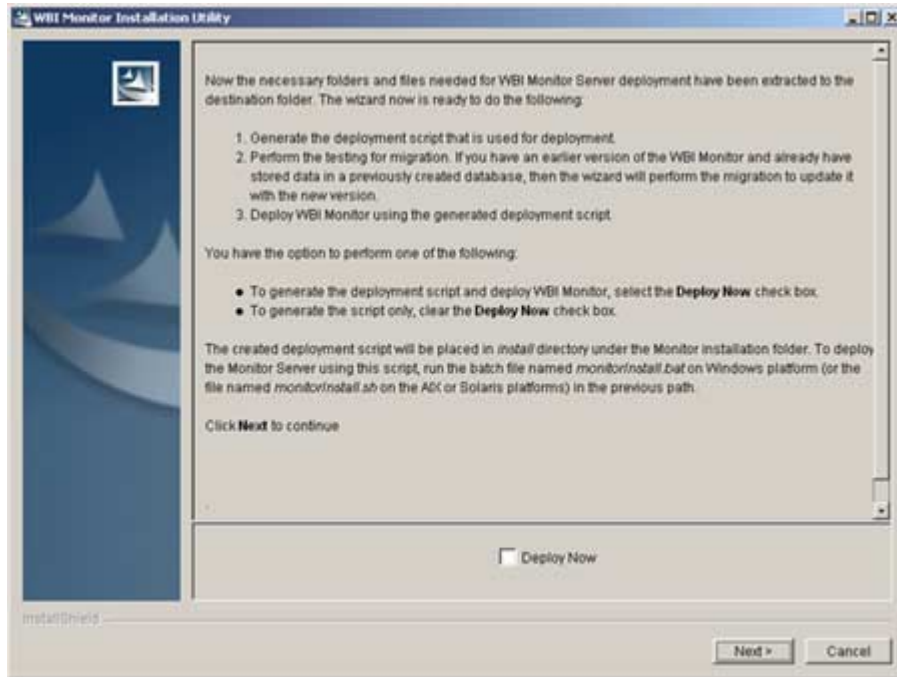 WBI Monitor Installation Utility
Now the necessary folders and files needed for WBI Monitor Server deployment have been extracted to the
destination folder. The wizard now is ready to do the following:
1. Generate the deployment script that is used for deployment.
2. Perform the testing for migration. If you have an earlier version of the WBI Monitor and already have
stored data in a previously created database, then the wizard will perform the migration to update it
with the new version.
3. Deploy WBI Monitor using the generated deployment script
You have the option to perform one of the following:
● To generate the deployment script and deploy WBI Monitor, select the Deploy Now check box.
● To generate the script only, clear the Deploy Now check box.
The created deployment script will be placed in install directory under the Monitor installation folder. To deploy
the Monitor Server using this script, run the batch file named monitorInstall.bat on Windows platform (or the
file named monitorInstall.sh on the AIX or Solaris platforms) in the previous path.
Click Next to continue
.
Deploy Now
InstallShield
Next >
Cancel